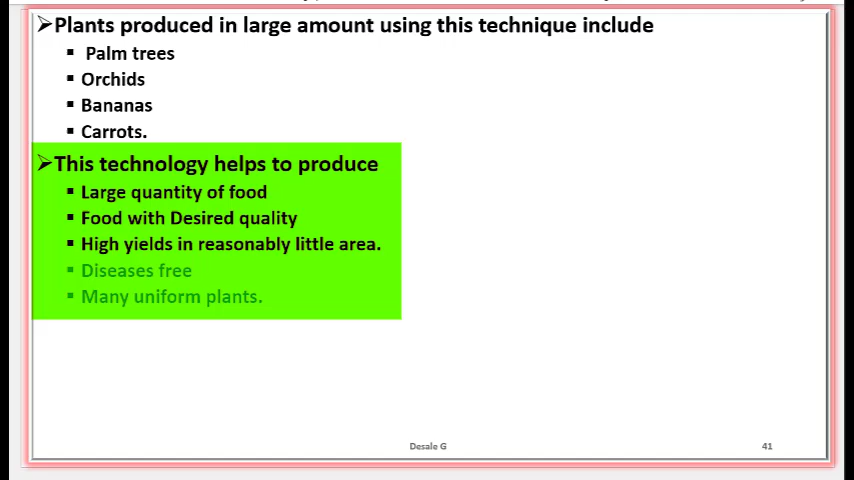 ➢Plants produced in large amount using this technique include
▪ Palm trees
▪ Orchids
▪ Bananas
▪ Carrots.
➢This technology helps to produce
▪ Large quantity of food
▪ Food with Desired quality
▪ High yields in reasonably little area.
▪ Diseases free
▪ Many uniform plants.
Desale G
41